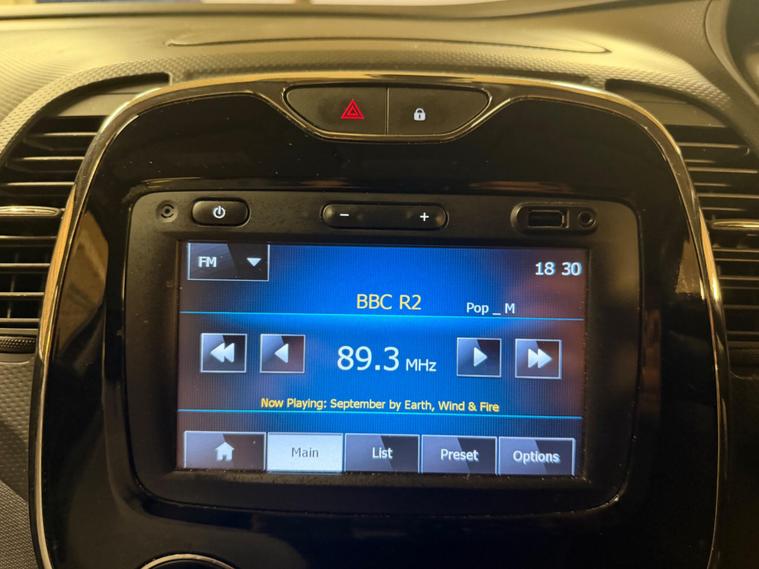 FM
18 30
BBC R2
Pop _ M
89.3 MHz
Now Playing: September by Earth, Wind & Fire
Main
List
Preset
Options